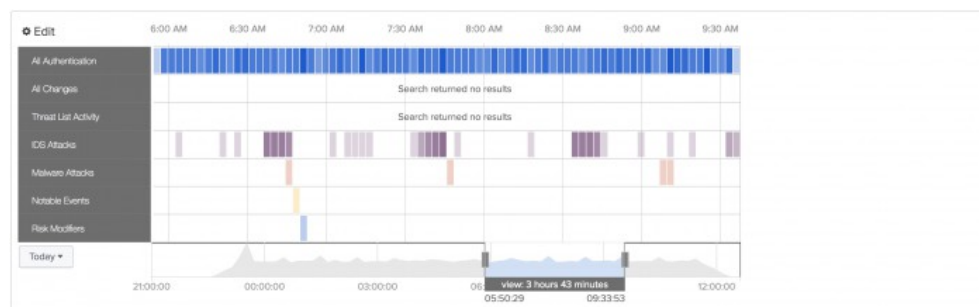 Edit
6:00 AM 6:30 AM 7:00 AM 7:30 AM 8:00 AM 8:30 AM 9:00 AM 9:30 AM
All Authentication
All Changes Search returned no results
Threat List Activity Search returned no results
IDS Attacks
Malware Attacks
Notable Events
Risk Modifiers
Today
21:00:00 00:00:00 03:00:00 06: view: 3 hours 43 minutes 12:00:00
05:50:29 09:33:53